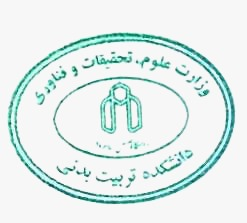 وزارت علوم، تحقیقات و فناوری
دانشکده تربیت بدنی